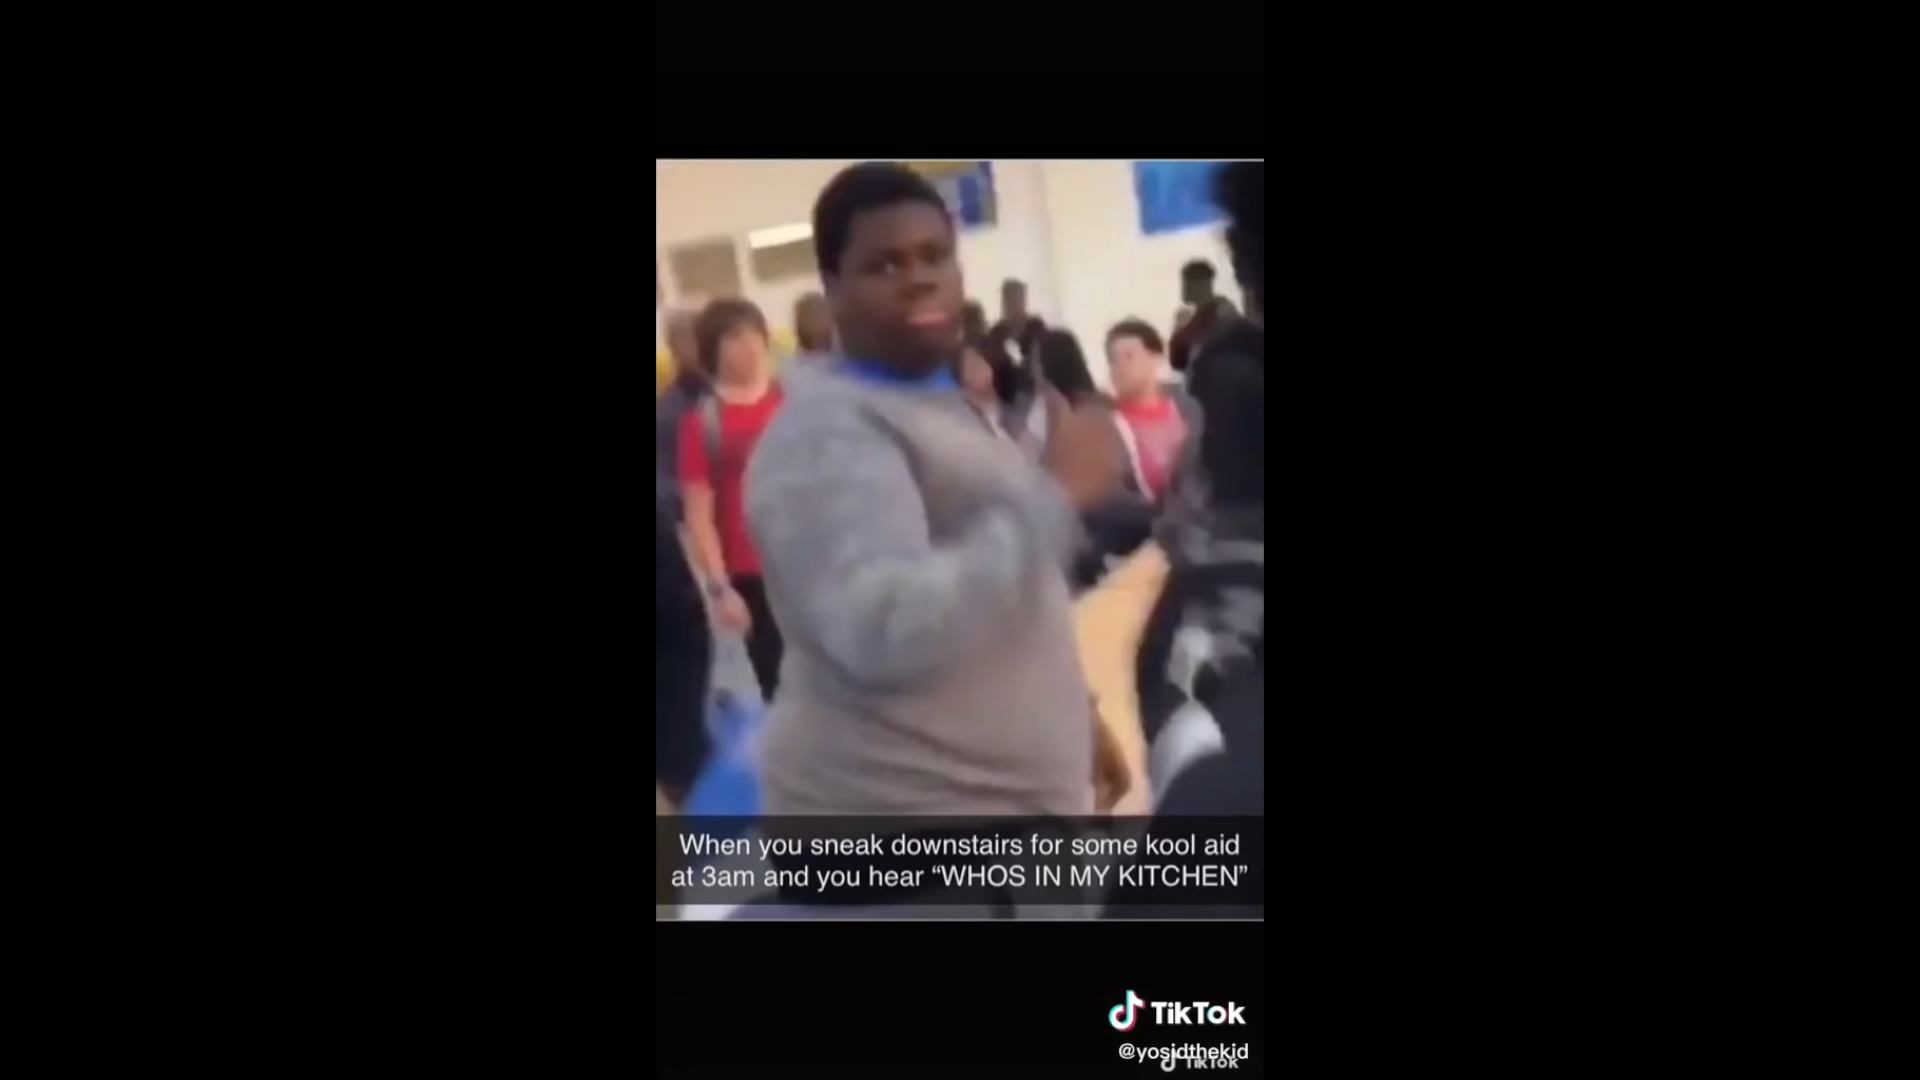 When you sneak downstairs for some kool aid
at 3am and you hear “WHOS IN MY KITCHEN”
TikTok
@yosidthekid
TikTok